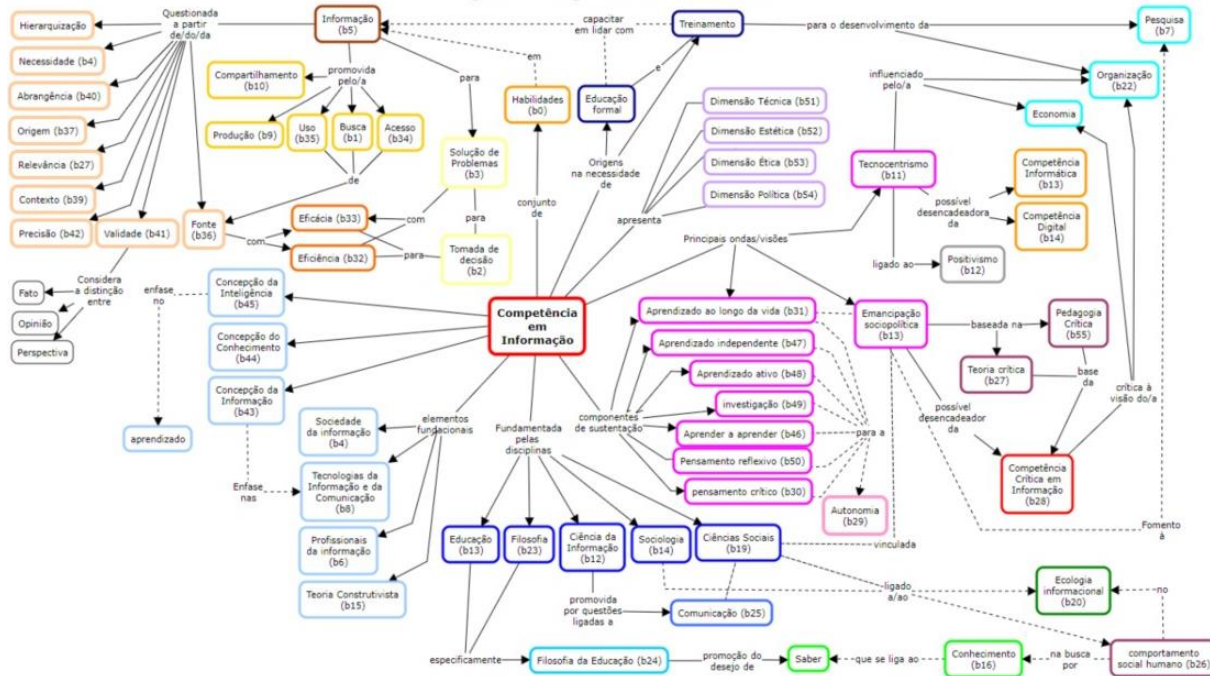 Hierarquização
Questionada
a partir
de/do/da
Informação
(b5)
capacitar
em lidar com
Treinamento
para o desenvolvimento da
Pesquisa
(b7)
Necessidade (b4)
Abrangência (b40)
Origem (b37)
Relevância (b27)
Contexto (b39)
Precisão (b42)
Validade (b41)
Fonte
(b36)
Compartilhamento
(b10)
promovida
pelo/a
Produção (b9)
Uso
(b35)
Busca
(b1)
Acesso
(b34)
de
para
em
Habilidades
(b0)
Educação
formal
e
Solução de
Problemas
(b3)
com
para
Tomada de
decisão
(b2)
com
Eficácia (b33)
Eficiência (b32)
para
conjunto
de
Origens
na necessidade
de
Dimensão Técnica (b51)
Dimensão Estética (b52)
Dimensão Ética (b53)
Dimensão Política (b54)
apresenta
influenciado
pelo/a
Organização
(b22)
Economia
Tecnocentrismo
(b11)
possível
desencadeadora
da
Competência
Informática
(b13)
Competência
Digital
(b14)
ligado ao
Positivismo
(b12)
Principais ondas/visões
Considera
a distinção
entre
Fato
Opinião
Perspectiva
enfase
no
aprendizado
Concepção da
Inteligência
(b45)
Concepção do
Conhecimento
(b44)
Concepção da
Informação
(b43)
Enfase
nas
Competência
em
Informação
Aprendizado ao longo da vida (b31)
Aprendizado independente (b47)
Aprendizado ativo (b48)
investigação (b49)
Aprender a aprender (b46)
Pensamento reflexivo (b50)
pensamento crítico (b30)
componentes
de sustentação
para a
Autonomia
(b29)
Emancipação
sociopolítica
(b13)
baseada na
Pedagogia
Crítica
(b55)
Teoria crítica
(b27)
base
da
crítica à
visão do/a
possível
desencadeador
da
Competência
Crítica em
Informação
(b28)
Fomento
à
vinculada
elementos
fundacionais
Sociedade
da informação
(b4)
Tecnologias da
Informação e da
Comunicação
(b8)
Profissionais
da informação
(b6)
Teoria Construtivista
(b15)
Fundamentada
pelas
disciplinas
Educação
(b13)
Filosofia
(b23)
Ciência da
Informação
(b12)
Sociologia
(b14)
Ciências Sociais
(b19)
promovida
por questões
ligadas a
Comunicação (b25)
ligado
a/ao
Ecologia
informacional
(b20)
no
especificamente
Filosofia da Educação (b24)
promoção do
desejo de
Saber
que se liga ao
Conhecimento
(b16)
na busca
por
comportamento
social humano (b26)